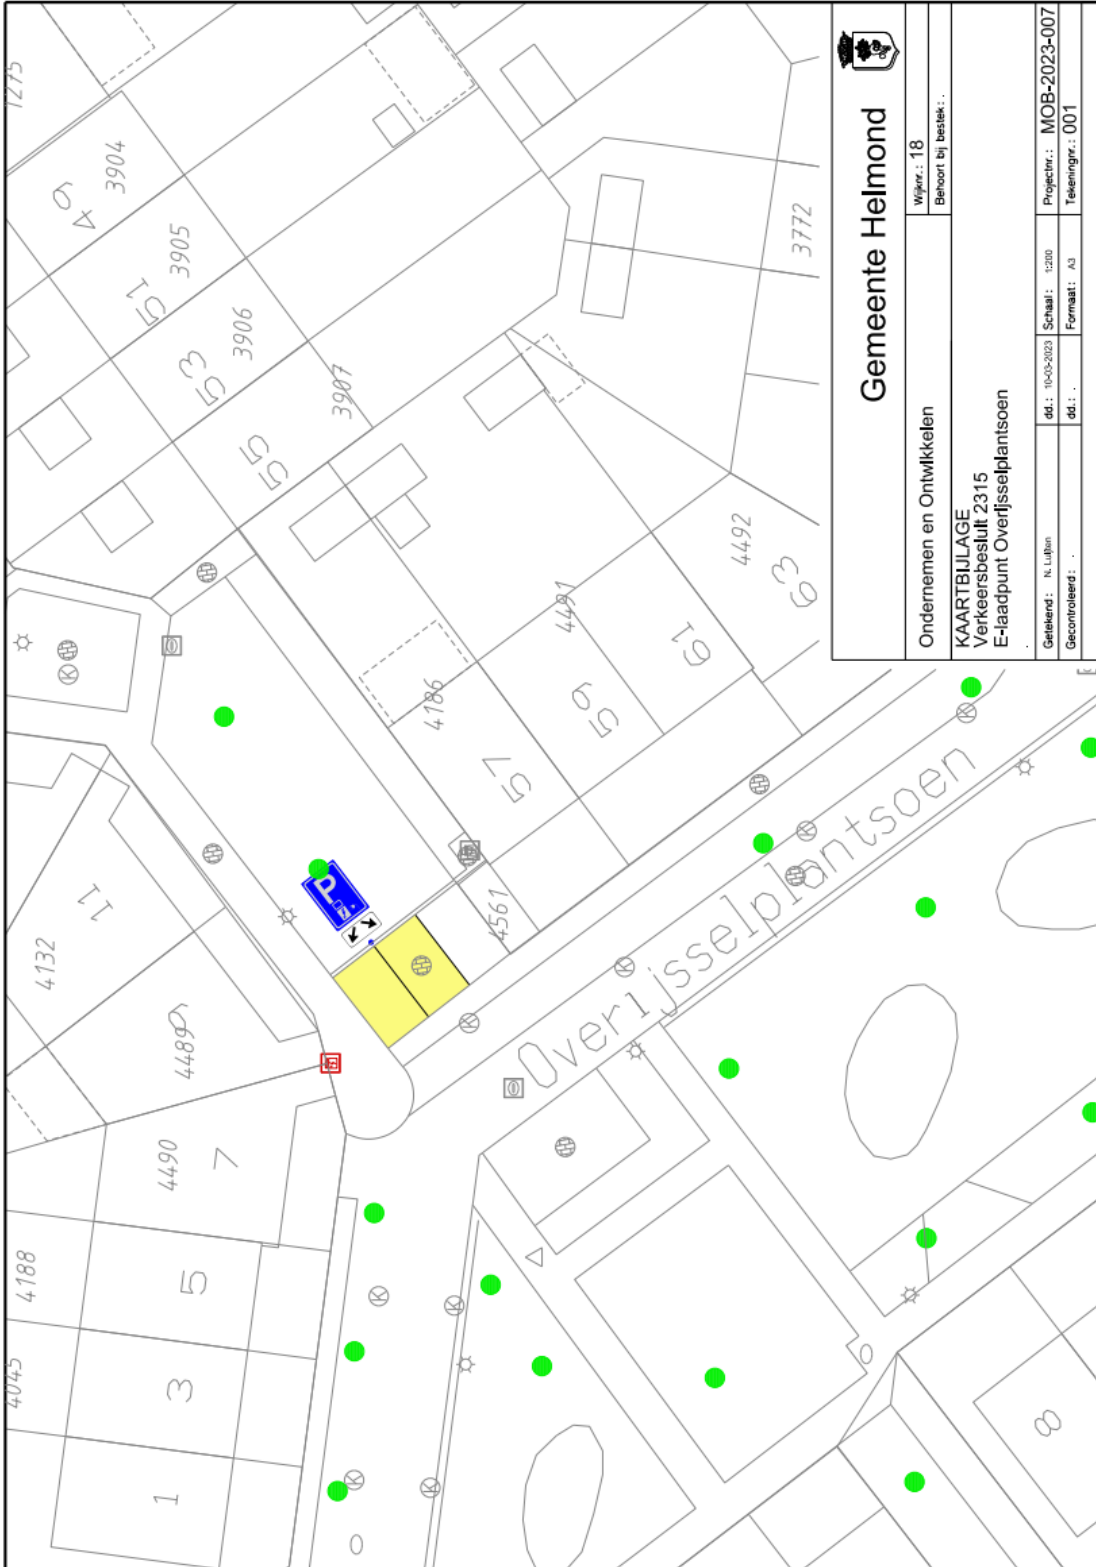 Gemeente Helmond
Ondernemen en Ontwikkelen
Wijknr.: 18
Behoort bij bestek: .
KAARTBIJLAGE
Verkeersbesluit 2315
E-laadpunt Overijsselplantsoen
.
Getekend: N. Luijten
dd.: 10-03-2023
Schaal: 1:200
Projectnr.: MOB-2023-007
Gecontroleerd: .
dd.: .
Formaat: A3
Tekeningnr.: 001
Overijsselplantsoen
P
1275
49
3904
51
3905
53
3906
55
3907
3772
4492
63
4491
61
59
4186
57
4561
11
4132
9
4489
4490
7
4188
5
4045
3
1
8
K
K
K
K
K
K
K
K
K
K